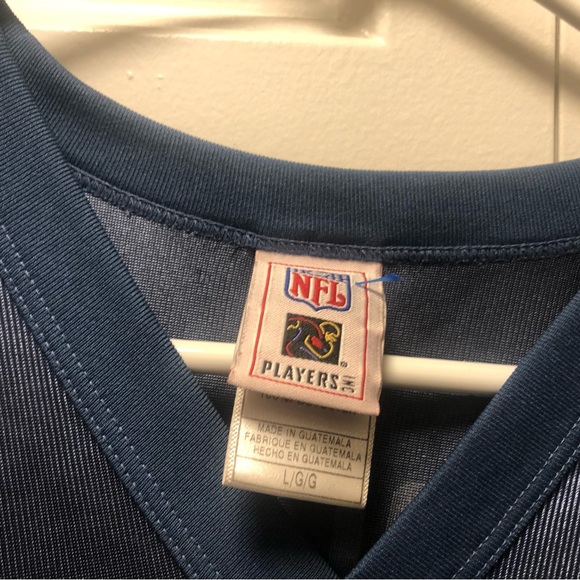 NFL
PLAYERS INC
MADE IN GUATEMALA
FABRIQUE EN GUATEMALA
HECHO EN GUATEMALA
L/G/G